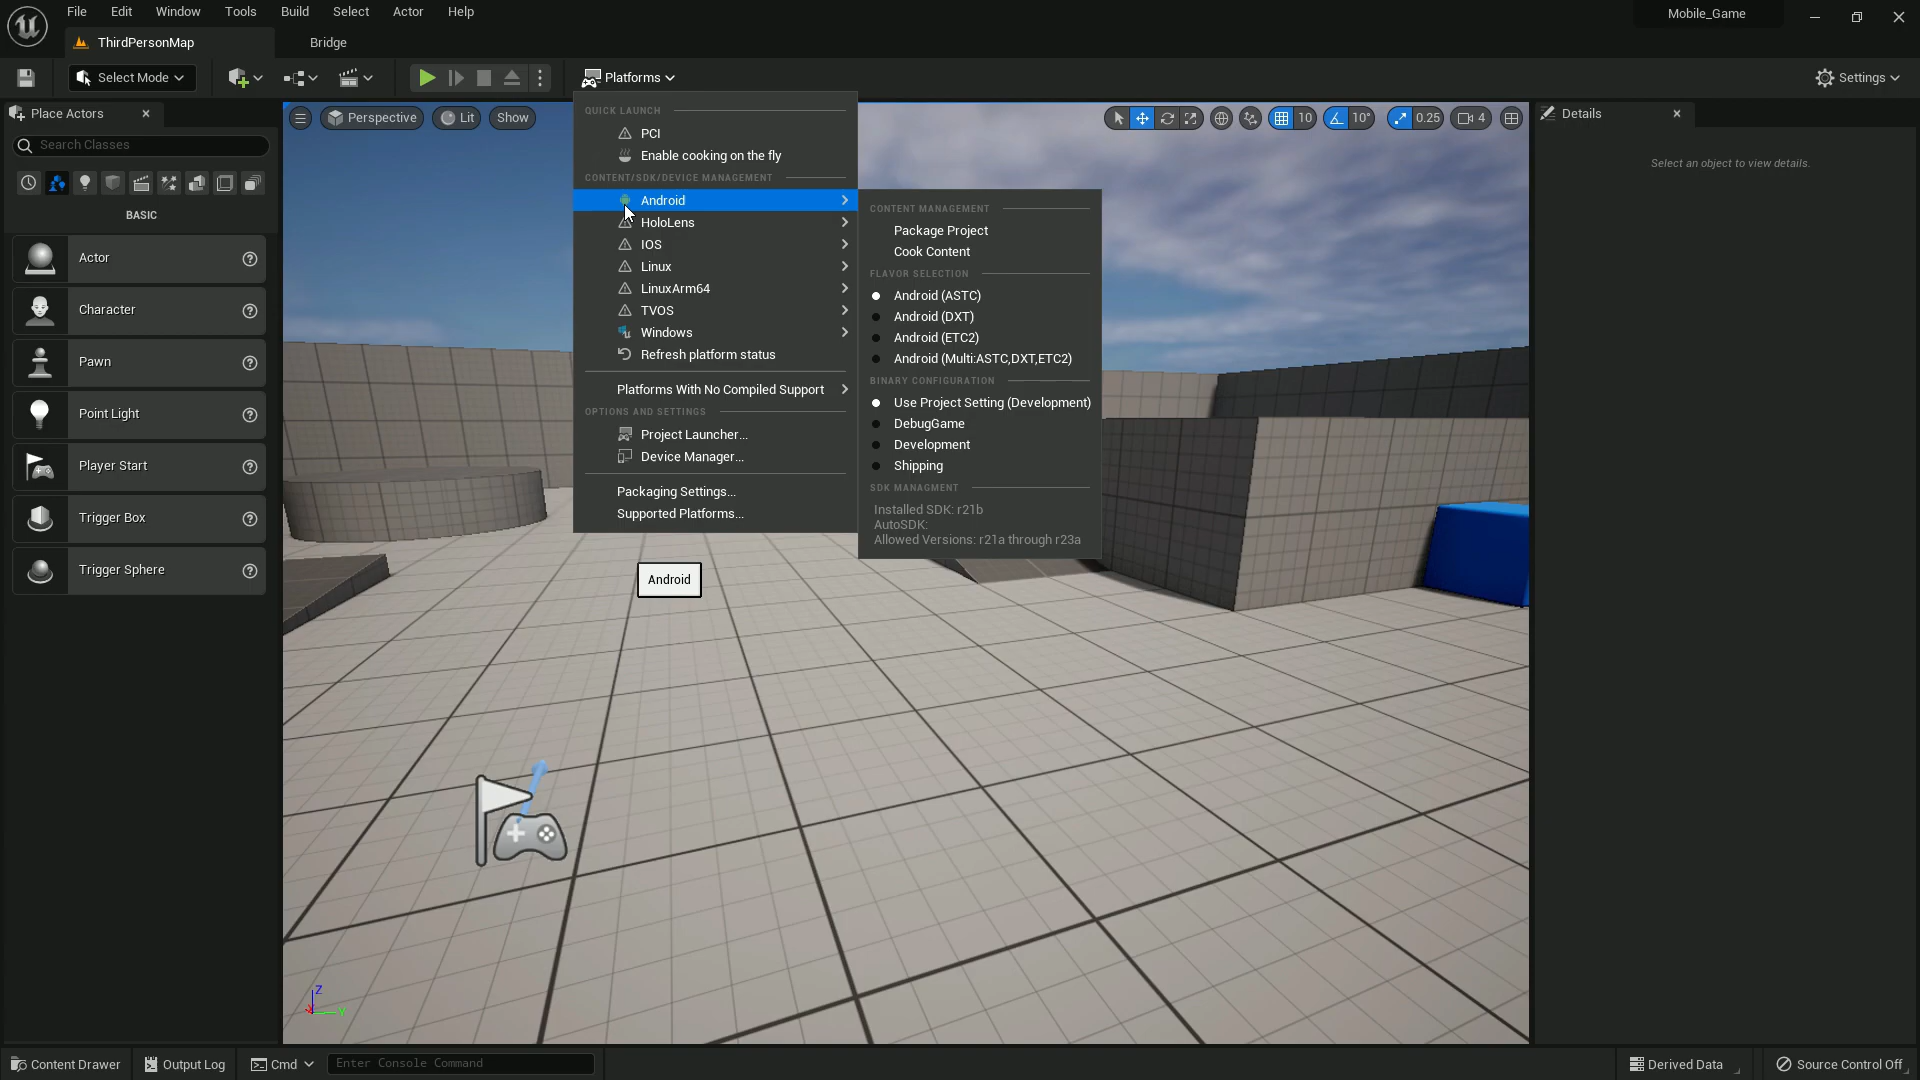 File Edit Window Tools Build Select Actor Help
Mobile_Game
ThirdPersonMap
Bridge
Select Mode
Platforms
Settings
Place Actors
Search Classes
BASIC
Actor
Character
Pawn
Point Light
Player Start
Trigger Box
Trigger Sphere
Perspective
Lit
Show
QUICK LAUNCH
PCI
Enable cooking on the fly
CONTENT/SDK/DEVICE MANAGEMENT
Android
HoloLens
IOS
Linux
LinuxArm64
TVOS
Windows
Refresh platform status
Platforms With No Compiled Support
OPTIONS AND SETTINGS
Project Launcher...
Device Manager...
Packaging Settings...
Supported Platforms...
Android
CONTENT MANAGEMENT
Package Project
Cook Content
FLAVOR SELECTION
Android (ASTC)
Android (DXT)
Android (ETC2)
Android (Multi:ASTC,DXT,ETC2)
BINARY CONFIGURATION
Use Project Setting (Development)
DebugGame
Development
Shipping
SDK MANAGMENT
Installed SDK: r21b
AutoSDK:
Allowed Versions: r21a through r23a
10
10°
0.25
4
Details
Select an object to view details.
Z
X
Y
Content Drawer
Output Log
Cmd
Enter Console Command
Derived Data
Source Control Off